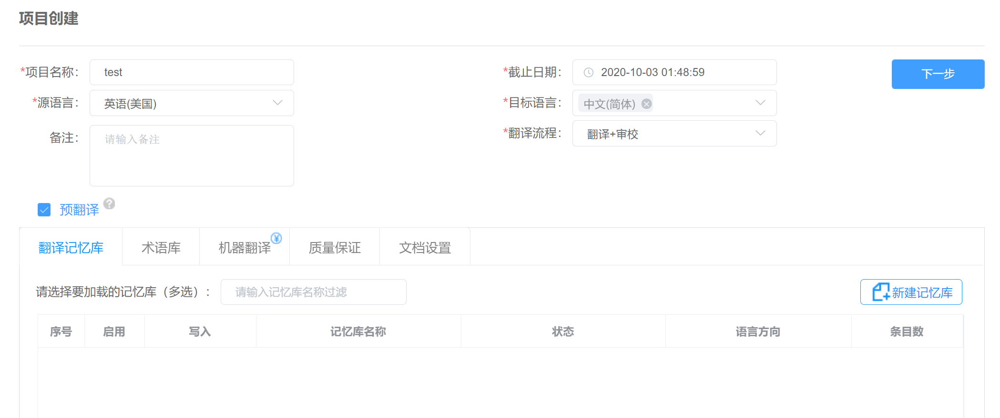 项目创建
*项目名称: test
*截止日期: 2020-10-03 01:48:59
下一步
*源语言: 英语(美国)
*目标语言: 中文(简体)
备注: 请输入备注
*翻译流程: 翻译+审校
预翻译 ?
翻译记忆库 术语库 机器翻译 ¥ 质量保证 文档设置
请选择要加载的记忆库（多选）: 请输入记忆库名称过滤
新建记忆库
序号 启用 写入 记忆库名称 状态 语言方向 条目数